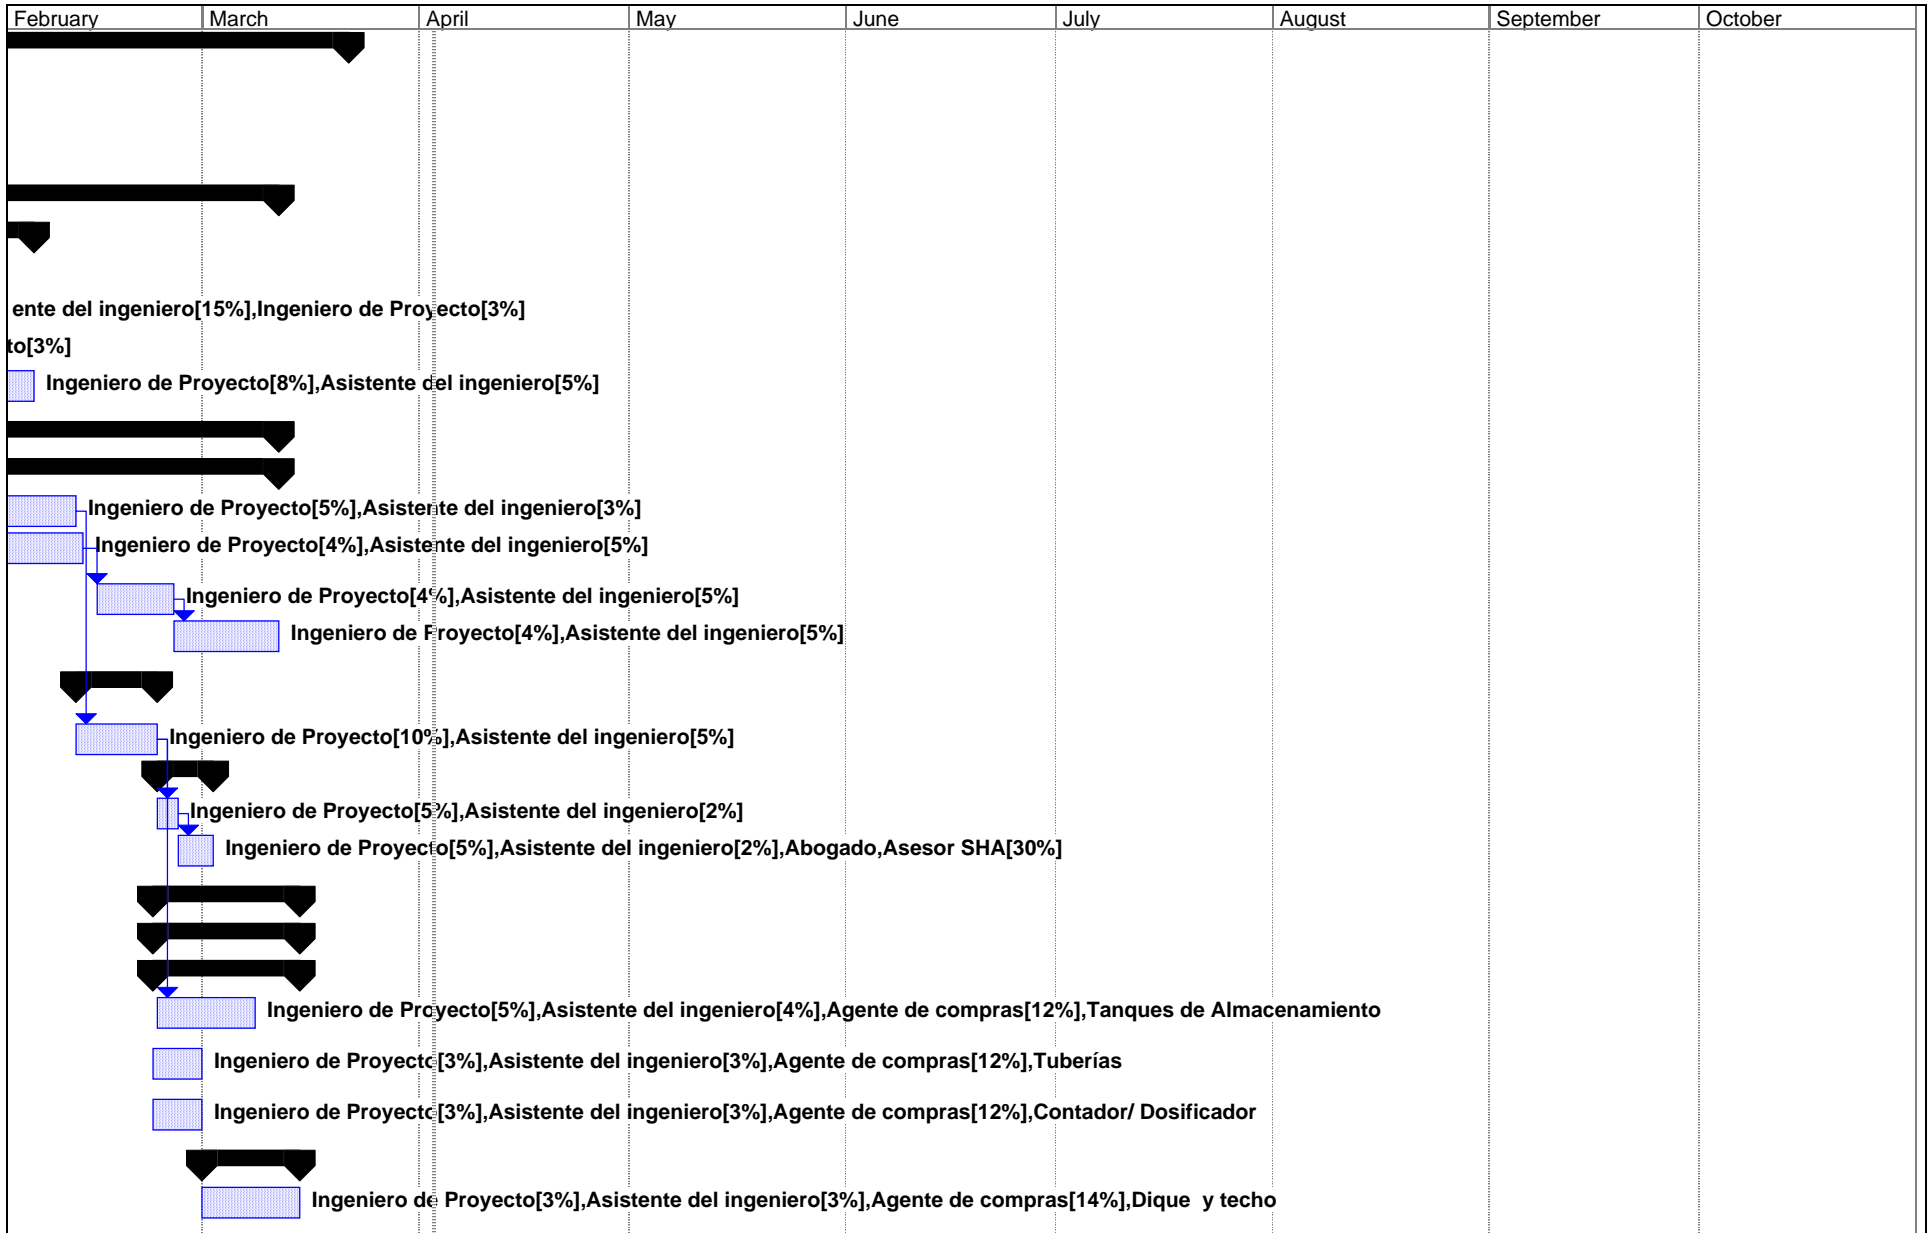 February March April May June July August September October
ente del ingeniero[15%],Ingeniero de Proyecto[3%]
to[3%]
Ingeniero de Proyecto[8%],Asistente del ingeniero[5%]
Ingeniero de Proyecto[5%],Asistente del ingeniero[3%]
Ingeniero de Proyecto[4%],Asistente del ingeniero[5%]
Ingeniero de Proyecto[4%],Asistente del ingeniero[5%]
Ingeniero de Proyecto[4%],Asistente del ingeniero[5%]
Ingeniero de Proyecto[10%],Asistente del ingeniero[5%]
Ingeniero de Proyecto[5%],Asistente del ingeniero[2%]
Ingeniero de Proyecto[5%],Asistente del ingeniero[2%],Abogado,Asesor SHA[30%]
Ingeniero de Proyecto[5%],Asistente del ingeniero[4%],Agente de compras[12%],Tanques de Almacenamiento
Ingeniero de Proyecto[3%],Asistente del ingeniero[3%],Agente de compras[12%],Tuberías
Ingeniero de Proyecto[3%],Asistente del ingeniero[3%],Agente de compras[12%],Contador/ Dosificador
Ingeniero de Proyecto[3%],Asistente del ingeniero[3%],Agente de compras[14%],Dique  y techo